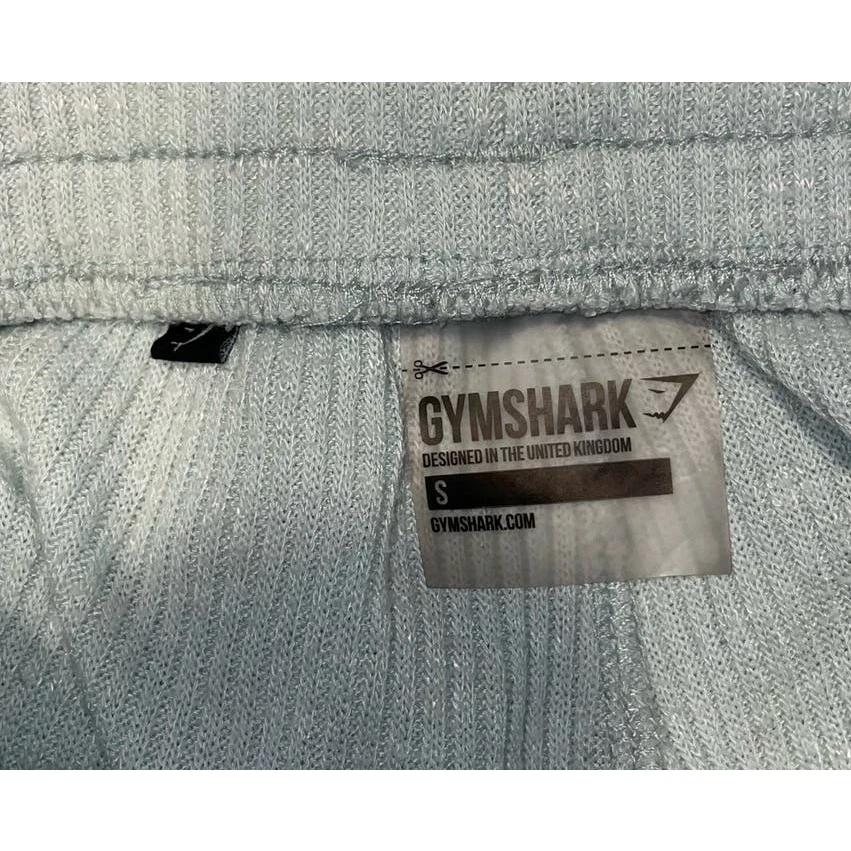 GYMSHARK
DESIGNED IN THE UNITED KINGDOM
S
GYMSHARK.COM